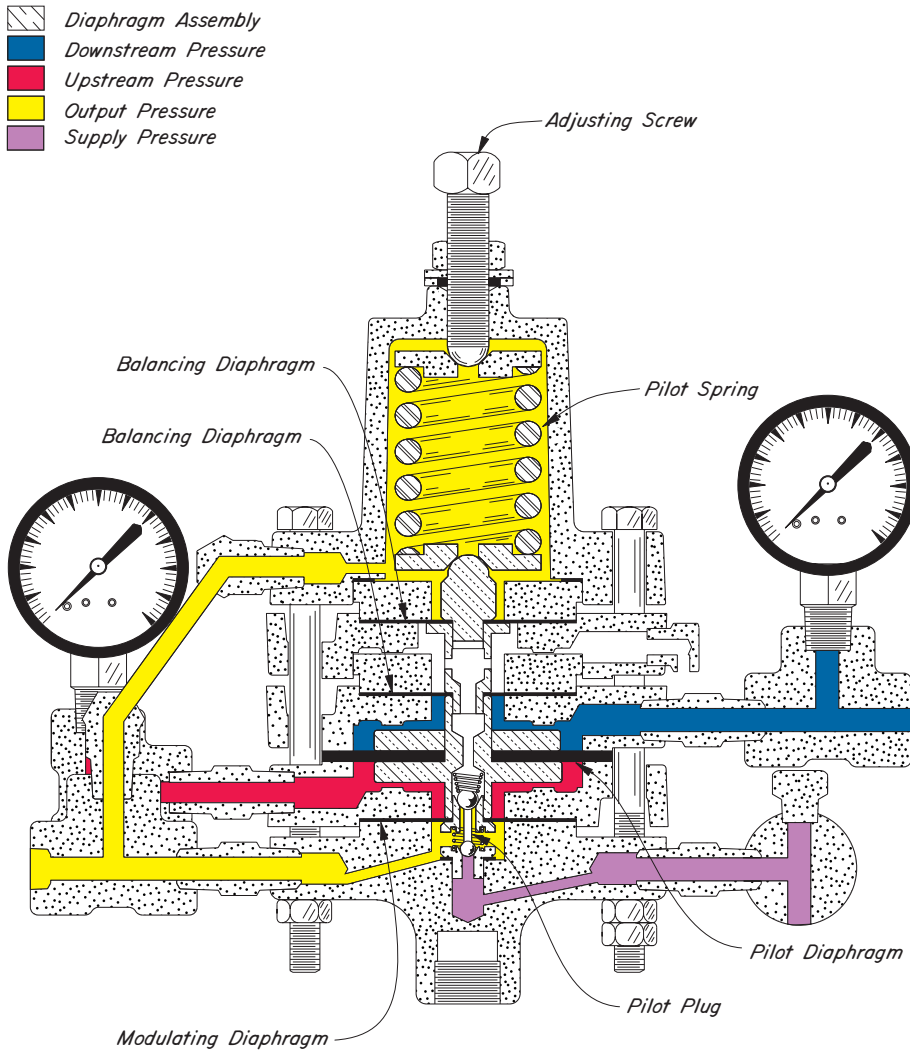 Diaphragm Assembly
Downstream Pressure
Upstream Pressure
Output Pressure
Supply Pressure
Adjusting Screw
Balancing Diaphragm
Pilot Spring
Balancing Diaphragm
Pilot Diaphragm
Pilot Plug
Modulating Diaphragm